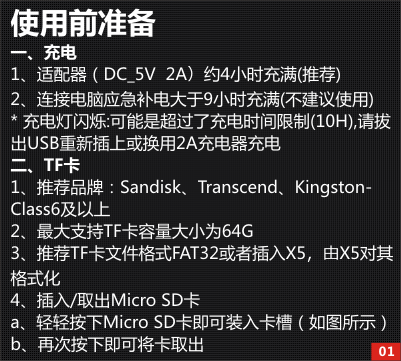 使用前准备
一、充电
1、适配器（DC_5V  2A）约4小时充满(推荐)
2、连接电脑应急补电大于9小时充满(不建议使用)
* 充电灯闪烁:可能是超过了充电时间限制(10H),请拔
出USB重新插上或换用2A充电器充电
二、TF卡
1、推荐品牌：Sandisk、Transcend、Kingston-
Class6及以上
2、最大支持TF卡容量大小为64G
3、推荐TF卡文件格式FAT32或者插入X5，由X5对其
格式化
4、插入/取出Micro SD卡
a、轻轻按下Micro SD卡即可装入卡槽（如图所示）
b、再次按下即可将卡取出
01